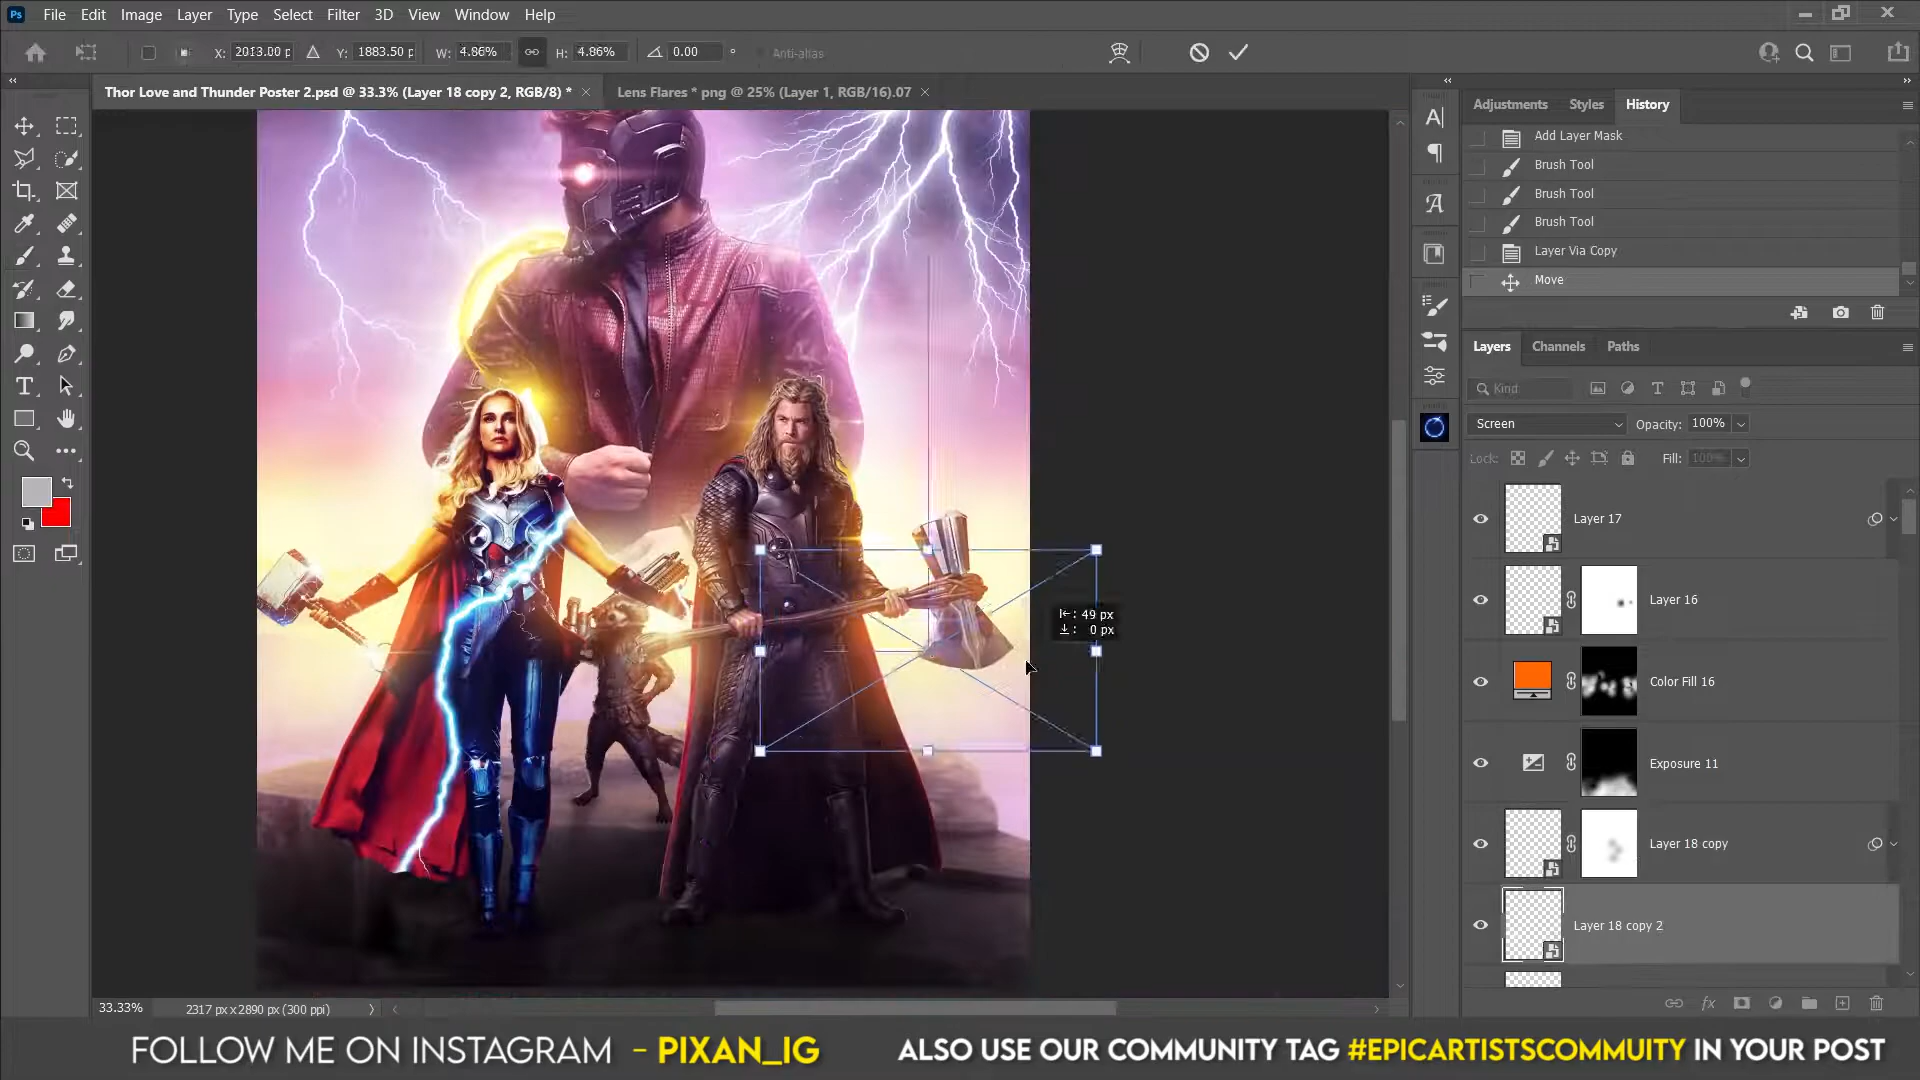 Ps File Edit Image Layer Type Select Filter 3D View Window Help
X: 2013.00 p Y: 1883.50 p W: 4.86% H: 4.86% 0.00 ° Anti-alias
Thor Love and Thunder Poster 2.psd @ 33.3% (Layer 18 copy 2, RGB/8) * Lens Flares * png @ 25% (Layer 1, RGB/16).07
Adjustments Styles History
Add Layer Mask
Brush Tool
Brush Tool
Brush Tool
Layer Via Copy
Move
Layers Channels Paths
Kind
Screen Opacity: 100%
Lock: Fill: 100%
Layer 17
Layer 16
Color Fill 16
Exposure 11
Layer 18 copy
Layer 18 copy 2
: 49 px
: 0 px
33.33% 2317 px x 2890 px (300 ppi)
FOLLOW ME ON INSTAGRAM - PIXAN_IG ALSO USE OUR COMMUNITY TAG #EPICARTISTSCOMMUITY IN YOUR POST